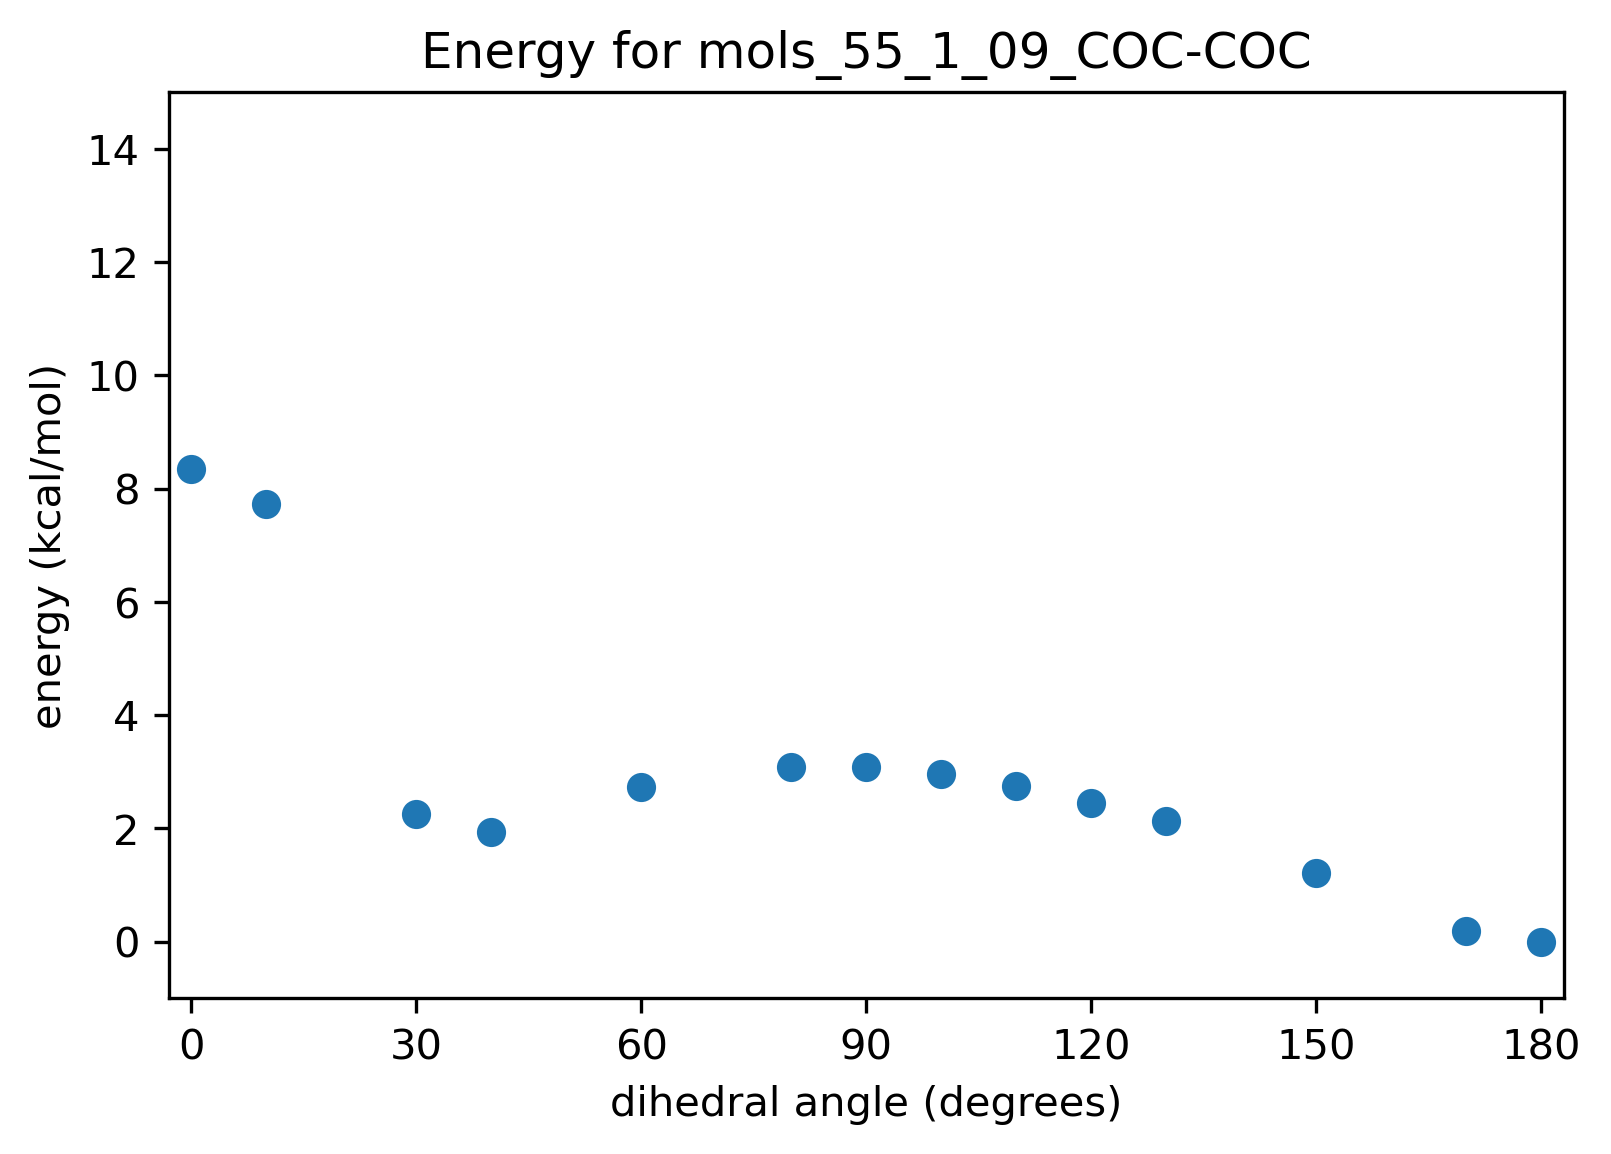 Energy for mols_55_1_09_COC-COC
energy (kcal/mol)
14
12
10
8
6
4
2
0
0 30 60 90 120 150 180
dihedral angle (degrees)